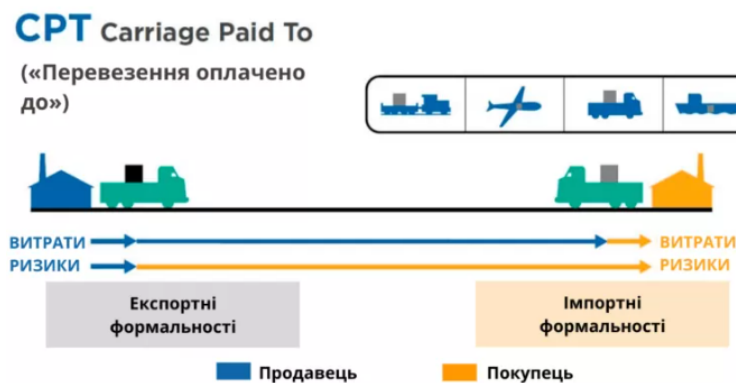 CPT Carriage Paid To
(«Перевезення оплачено
до»)
ВИТРАТИ ВИТРАТИ
РИЗИКИ РИЗИКИ
Експортні
формальності
Імпортні
формальності
Продавець
Покупець